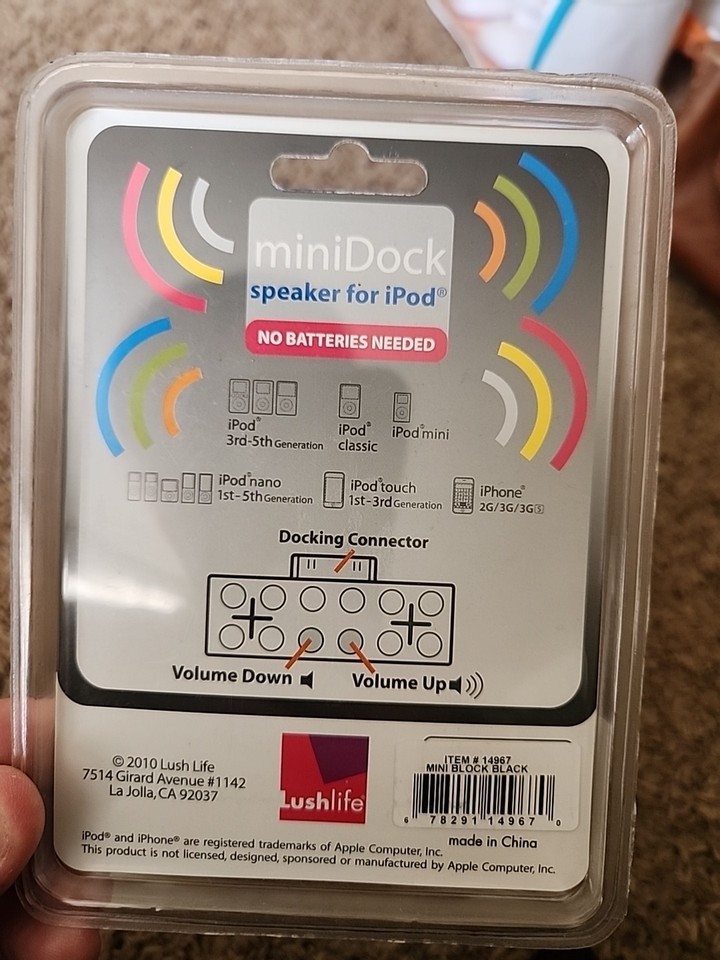 miniDock
speaker for iPod®
NO BATTERIES NEEDED
iPod®
3rd-5th Generation
iPod®
classic
iPod® mini
iPod® nano
1st-5th Generation
iPod® touch
1st-3rd Generation
iPhone®
2G/3G/3G S
Docking Connector
Volume Down
Volume Up
© 2010 Lush Life
7514 Girard Avenue #1142
La Jolla, CA 92037
Lushlife
ITEM # 14967
MINI BLOCK BLACK
6 78291 14967 0
made in China
iPod® and iPhone® are registered trademarks of Apple Computer, Inc.
This product is not licensed, designed, sponsored or manufactured by Apple Computer, Inc.